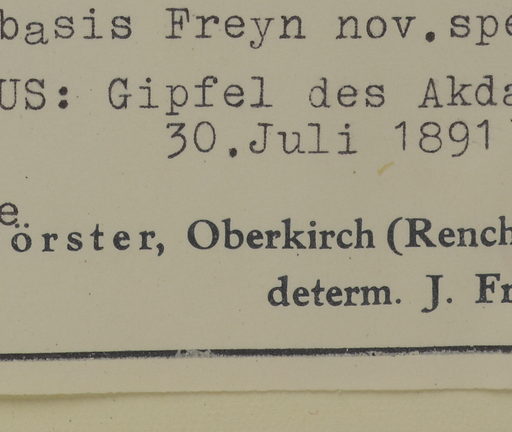 basis Freyn nov.spe
US: Gipfel des Akda
30.Juli 1891
e
örster, Oberkirch (Rench
determ. J. Fr